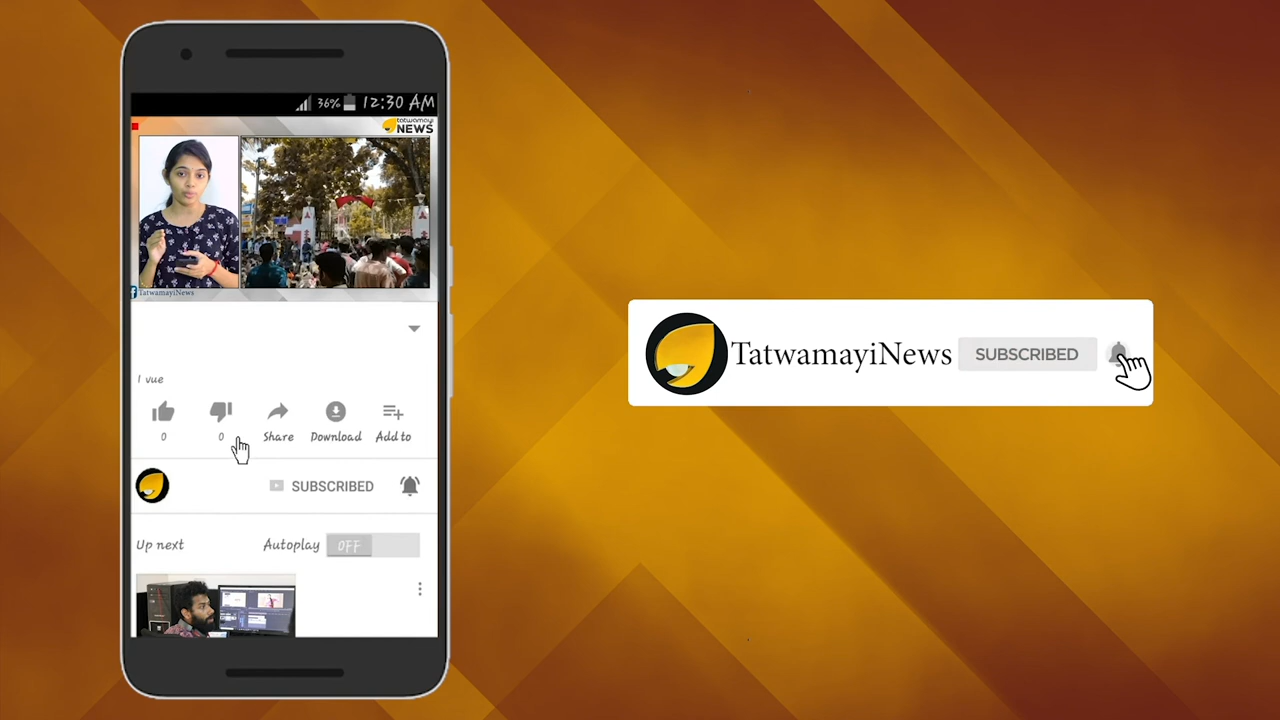 36% 12:30 AM
tatwamayi
NEWS
TatwamayiNews
1 vue
0 0 Share Download Add to
SUBSCRIBED
Up next Autoplay OFF
TatwamayiNews SUBSCRIBED